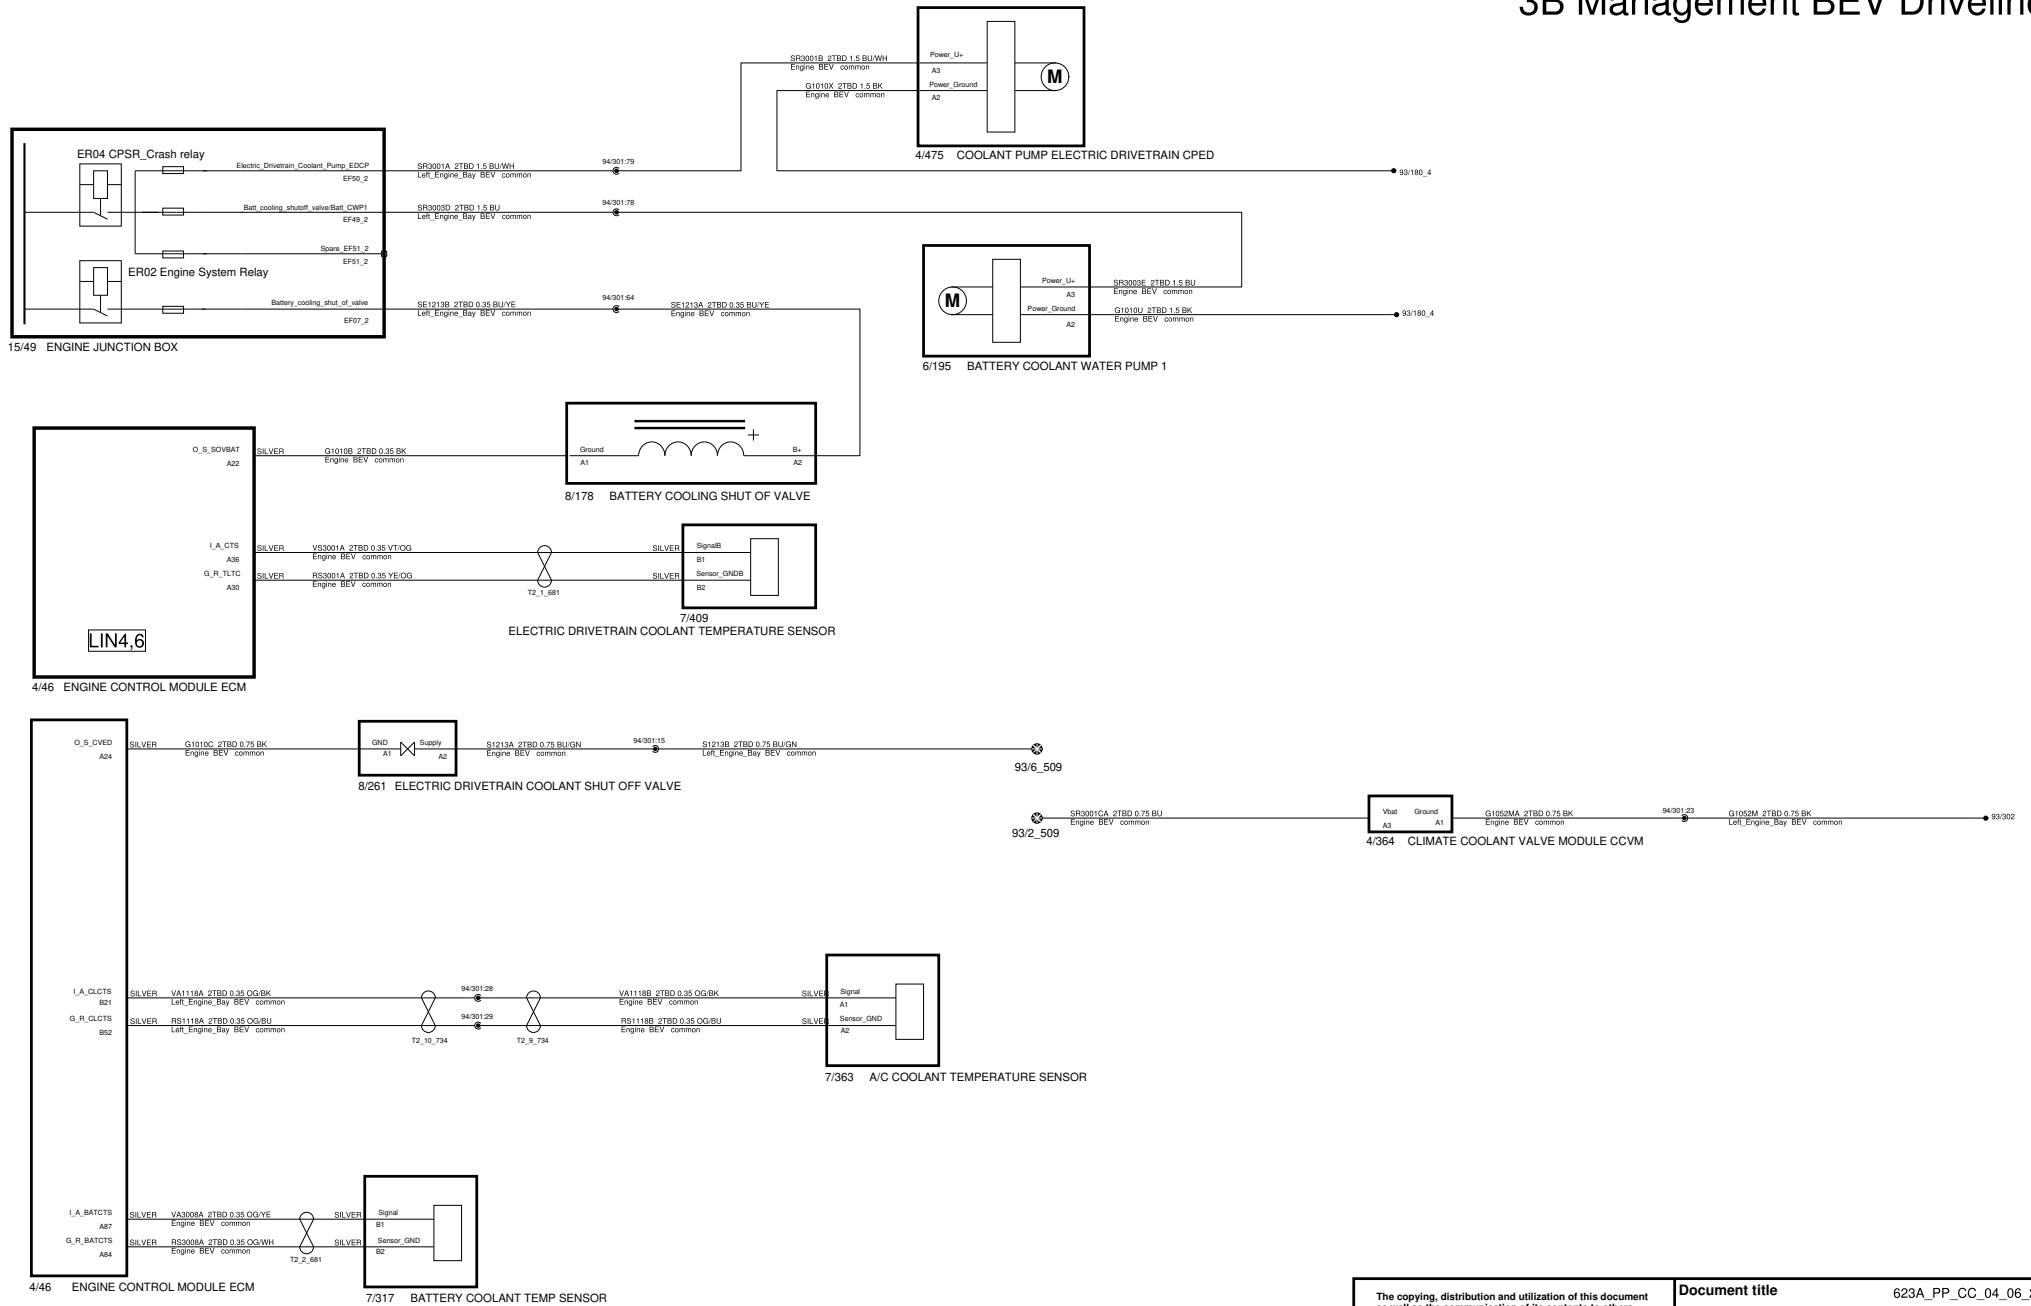 3B Management BEV Driveline
SR3001B 2TBD 1.5 BU/WH
Engine BEV common
G1010X 2TBD 1.5 BK
Engine BEV common
Power_U+
A3
Power_Ground
A2
M
4/475 COOLANT PUMP ELECTRIC DRIVETRAIN CPED
93/180_4
ER04 CPSR_Crash relay
Electric_Drivetrain_Coolant_Pump_EDCP
EF50_2
SR3001A 2TBD 1.5 BU/WH
Left_Engine_Bay BEV common
94/301:79
Batt_cooling_shutoff_valve/Batt_CWP1
EF49_2
SR3003D 2TBD 1.5 BU
Left_Engine_Bay BEV common
94/301:78
Spare_EF51_2
EF51_2
ER02 Engine System Relay
Battery_cooling_shut_of_valve
EF07_2
SE1213B 2TBD 0.35 BU/YE
Left_Engine_Bay BEV common
94/301:64
SE1213A 2TBD 0.35 BU/YE
Engine BEV common
15/49 ENGINE JUNCTION BOX
M
Power_U+
A3
Power_Ground
A2
SR3003E 2TBD 1.5 BU
Engine BEV common
G1010U 2TBD 1.5 BK
Engine BEV common
93/180_4
6/195 BATTERY COOLANT WATER PUMP 1
O_S_SOVBAT
A22
SILVER
G1010B 2TBD 0.35 BK
Engine BEV common
Ground
A1
+
B+
A2
8/178 BATTERY COOLING SHUT OF VALVE
I_A_CTS
A36
SILVER
VS3001A 2TBD 0.35 VT/OG
Engine BEV common
G_R_TLTC
A30
SILVER
RS3001A 2TBD 0.35 YE/OG
Engine BEV common
T2_1_681
SILVER
SILVER
SignalB
B1
Sensor_GNDB
B2
7/409
ELECTRIC DRIVETRAIN COOLANT TEMPERATURE SENSOR
LIN4,6
4/46 ENGINE CONTROL MODULE ECM
O_S_CVED
A24
SILVER
G1010C 2TBD 0.75 BK
Engine BEV common
GND
A1
Supply
A2
S1213A 2TBD 0.75 BU/GN
Engine BEV common
94/301:15
S1213B 2TBD 0.75 BU/GN
Left_Engine_Bay BEV common
93/6_509
8/261 ELECTRIC DRIVETRAIN COOLANT SHUT OFF VALVE
93/2_509
SR3001CA 2TBD 0.75 BU
Engine BEV common
Vbat
A3
Ground
A1
G1052MA 2TBD 0.75 BK
Engine BEV common
94/301:23
G1052M 2TBD 0.75 BK
Left_Engine_Bay BEV common
93/302
4/364 CLIMATE COOLANT VALVE MODULE CCVM
I_A_CLCTS
B21
SILVER
VA1118A 2TBD 0.35 OG/BK
Left_Engine_Bay BEV common
94/301:28
VA1118B 2TBD 0.35 OG/BK
Engine BEV common
SILVER
Signal
A1
G_R_CLCTS
B52
SILVER
RS1118A 2TBD 0.35 OG/BU
Left_Engine_Bay BEV common
94/301:29
RS1118B 2TBD 0.35 OG/BU
Engine BEV common
SILVER
Sensor_GND
A2
T2_10_734
T2_9_734
7/363 A/C COOLANT TEMPERATURE SENSOR
I_A_BATCTS
A87
SILVER
VA3008A 2TBD 0.35 OG/YE
Engine BEV common
SILVER
Signal
B1
G_R_BATCTS
A84
SILVER
RS3008A 2TBD 0.35 OG/WH
Engine BEV common
T2_2_681
SILVER
Sensor_GND
B2
4/46 ENGINE CONTROL MODULE ECM
7/317 BATTERY COOLANT TEMP SENSOR
The copying, distribution and utilization of this document
as well as the communication of its contents to others
Document title
623A_PP_CC_04_06_